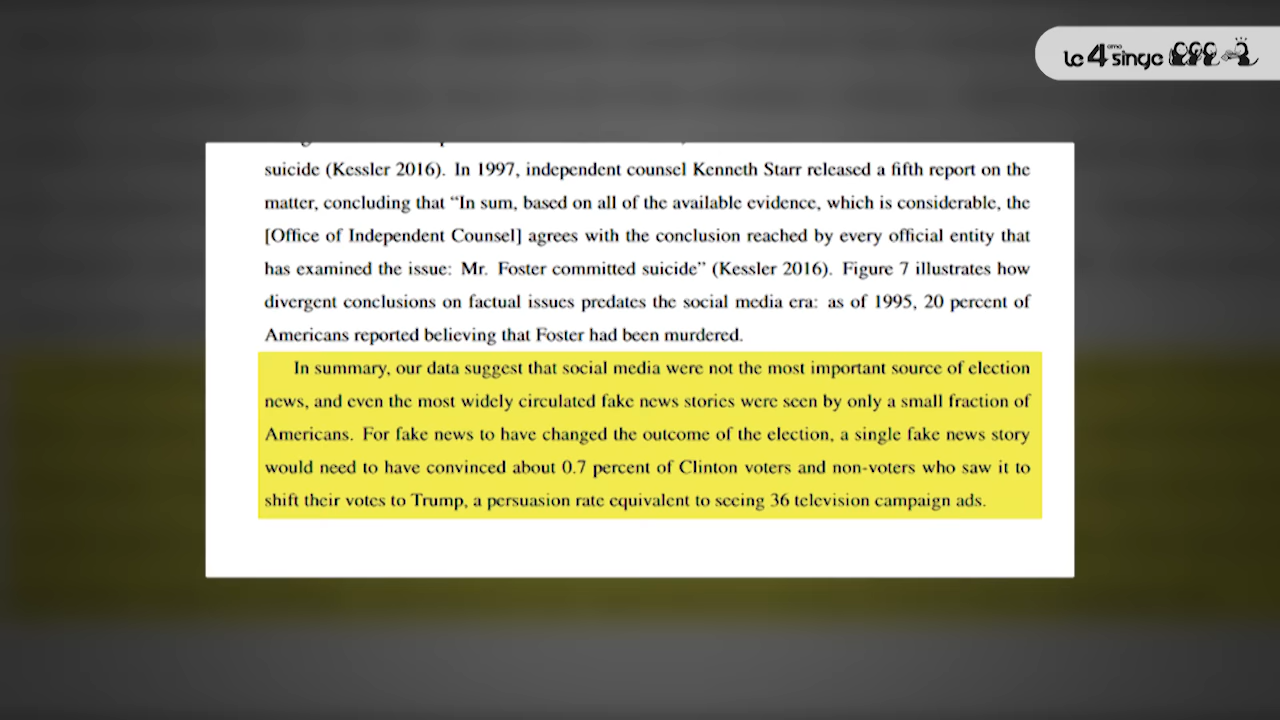 le 4ème singe
suicide (Kessler 2016). In 1997, independent counsel Kenneth Starr released a fifth report on the
matter, concluding that “In sum, based on all of the available evidence, which is considerable, the
[Office of Independent Counsel] agrees with the conclusion reached by every official entity that
has examined the issue: Mr. Foster committed suicide” (Kessler 2016). Figure 7 illustrates how
divergent conclusions on factual issues predates the social media era: as of 1995, 20 percent of
Americans reported believing that Foster had been murdered.
In summary, our data suggest that social media were not the most important source of election
news, and even the most widely circulated fake news stories were seen by only a small fraction of
Americans. For fake news to have changed the outcome of the election, a single fake news story
would need to have convinced about 0.7 percent of Clinton voters and non-voters who saw it to
shift their votes to Trump, a persuasion rate equivalent to seeing 36 television campaign ads.